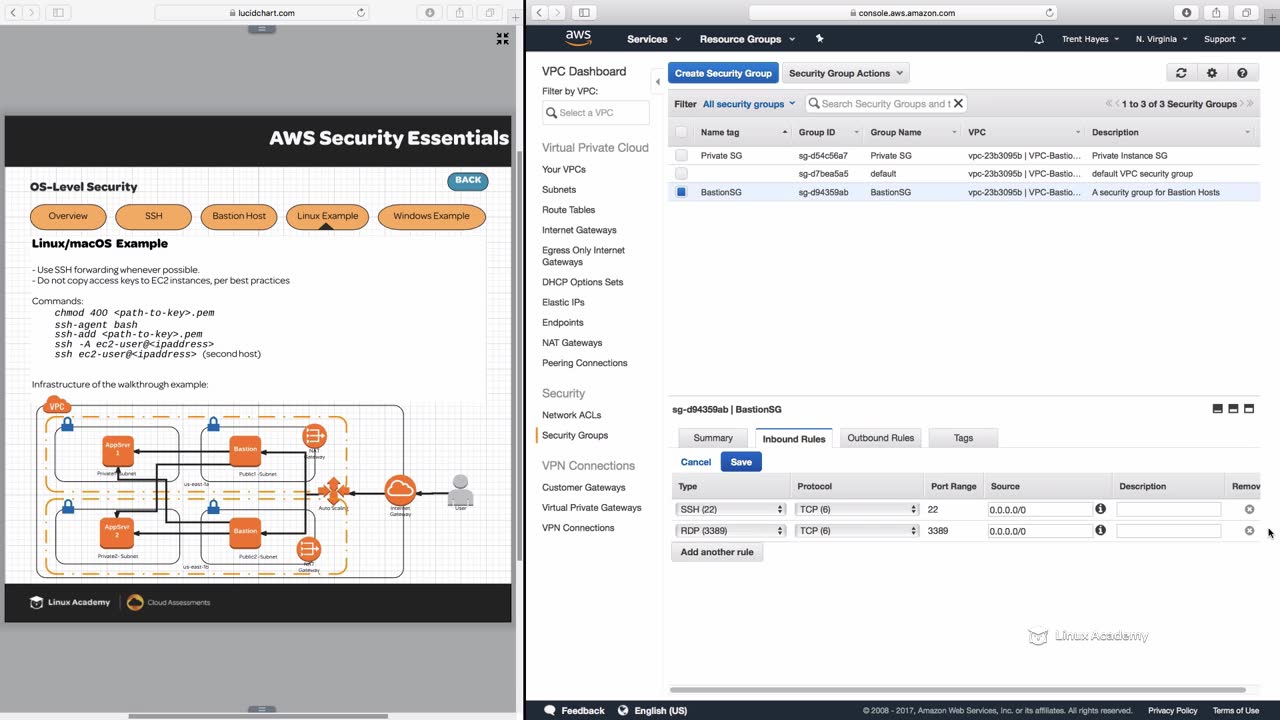 lucidchart.com
AWS Security Essentials
OS-Level Security
BACK
Overview
SSH
Bastion Host
Linux Example
Windows Example
Linux/macOS Example
- Use SSH forwarding whenever possible.
- Do not copy access keys to EC2 instances, per best practices
Commands:
chmod 400 <path-to-key>.pem
ssh-agent bash
ssh-add <path-to-key>.pem
ssh -A ec2-user@<ipaddress>
ssh ec2-user@<ipaddress> (second host)
Infrastructure of the walkthrough example:
VPC
AppSrvr
1
Bastion
NAT
Gateway
Private1-Subnet
Public1-Subnet
us-east-1a
Auto Scaling
Internet
Gateway
User
AppSrvr
2
Bastion
Private2-Subnet
Public2-Subnet
NAT
Gateway
us-east-1b
Linux Academy
Cloud Assessments
console.aws.amazon.com
aws
Services
Resource Groups
Trent Hayes
N. Virginia
Support
VPC Dashboard
Filter by VPC:
Select a VPC
Virtual Private Cloud
Your VPCs
Subnets
Route Tables
Internet Gateways
Egress Only Internet
Gateways
DHCP Options Sets
Elastic IPs
Endpoints
NAT Gateways
Peering Connections
Security
Network ACLs
Security Groups
VPN Connections
Customer Gateways
Virtual Private Gateways
VPN Connections
Create Security Group
Security Group Actions
Filter All security groups
Search Security Groups and t
1 to 3 of 3 Security Groups
Name tag Group ID Group Name VPC Description
Private SG sg-d54c56a7 Private SG vpc-23b3095b | VPC-Bastio... Private Instance SG
sg-d7bea5a5 default vpc-23b3095b | VPC-Bastio... default VPC security group
BastionSG sg-d94359ab BastionSG vpc-23b3095b | VPC-Bastio... A security group for Bastion Hosts
sg-d94359ab | BastionSG
Summary
Inbound Rules
Outbound Rules
Tags
Cancel
Save
Type Protocol Port Range Source Description Remov
SSH (22) TCP (6) 22 0.0.0.0/0
RDP (3389) TCP (6) 3389 0.0.0.0/0
Add another rule
Linux Academy
Feedback
English (US)
© 2008 - 2017, Amazon Web Services, Inc. or its affiliates. All rights reserved.
Privacy Policy
Terms of Use